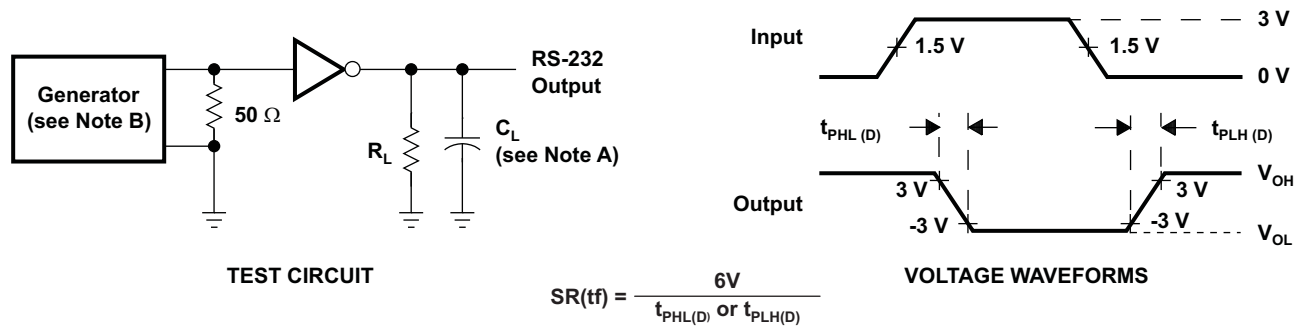 Generator
(see Note B)
50 Ω
R_L
C_L
(see Note A)
RS-232
Output
TEST CIRCUIT
Input
1.5 V
1.5 V
3 V
0 V
t_PHL (D)
t_PLH (D)
Output
3 V
-3 V
3 V
-3 V
V_OH
V_OL
VOLTAGE WAVEFORMS
SR(tf) = 6V / t_PHL(D) or t_PLH(D)